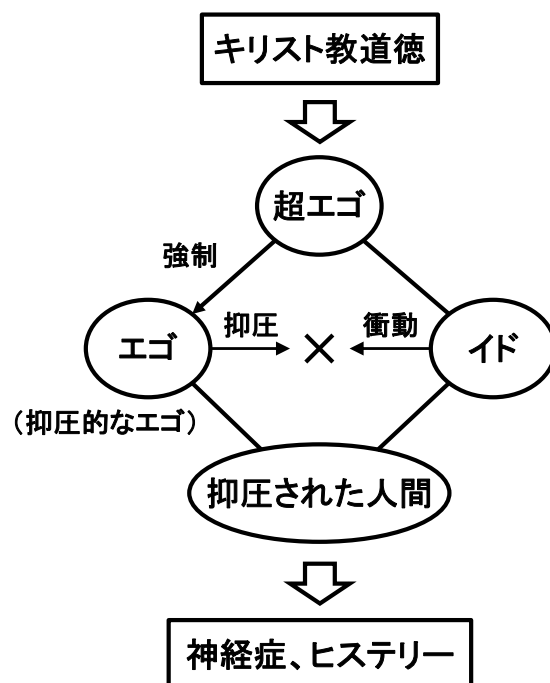 キリスト教道徳
超エゴ
強制
エゴ
抑圧
×
衝動
イド
（抑圧的なエゴ）
抑圧された人間
神経症、ヒステリー